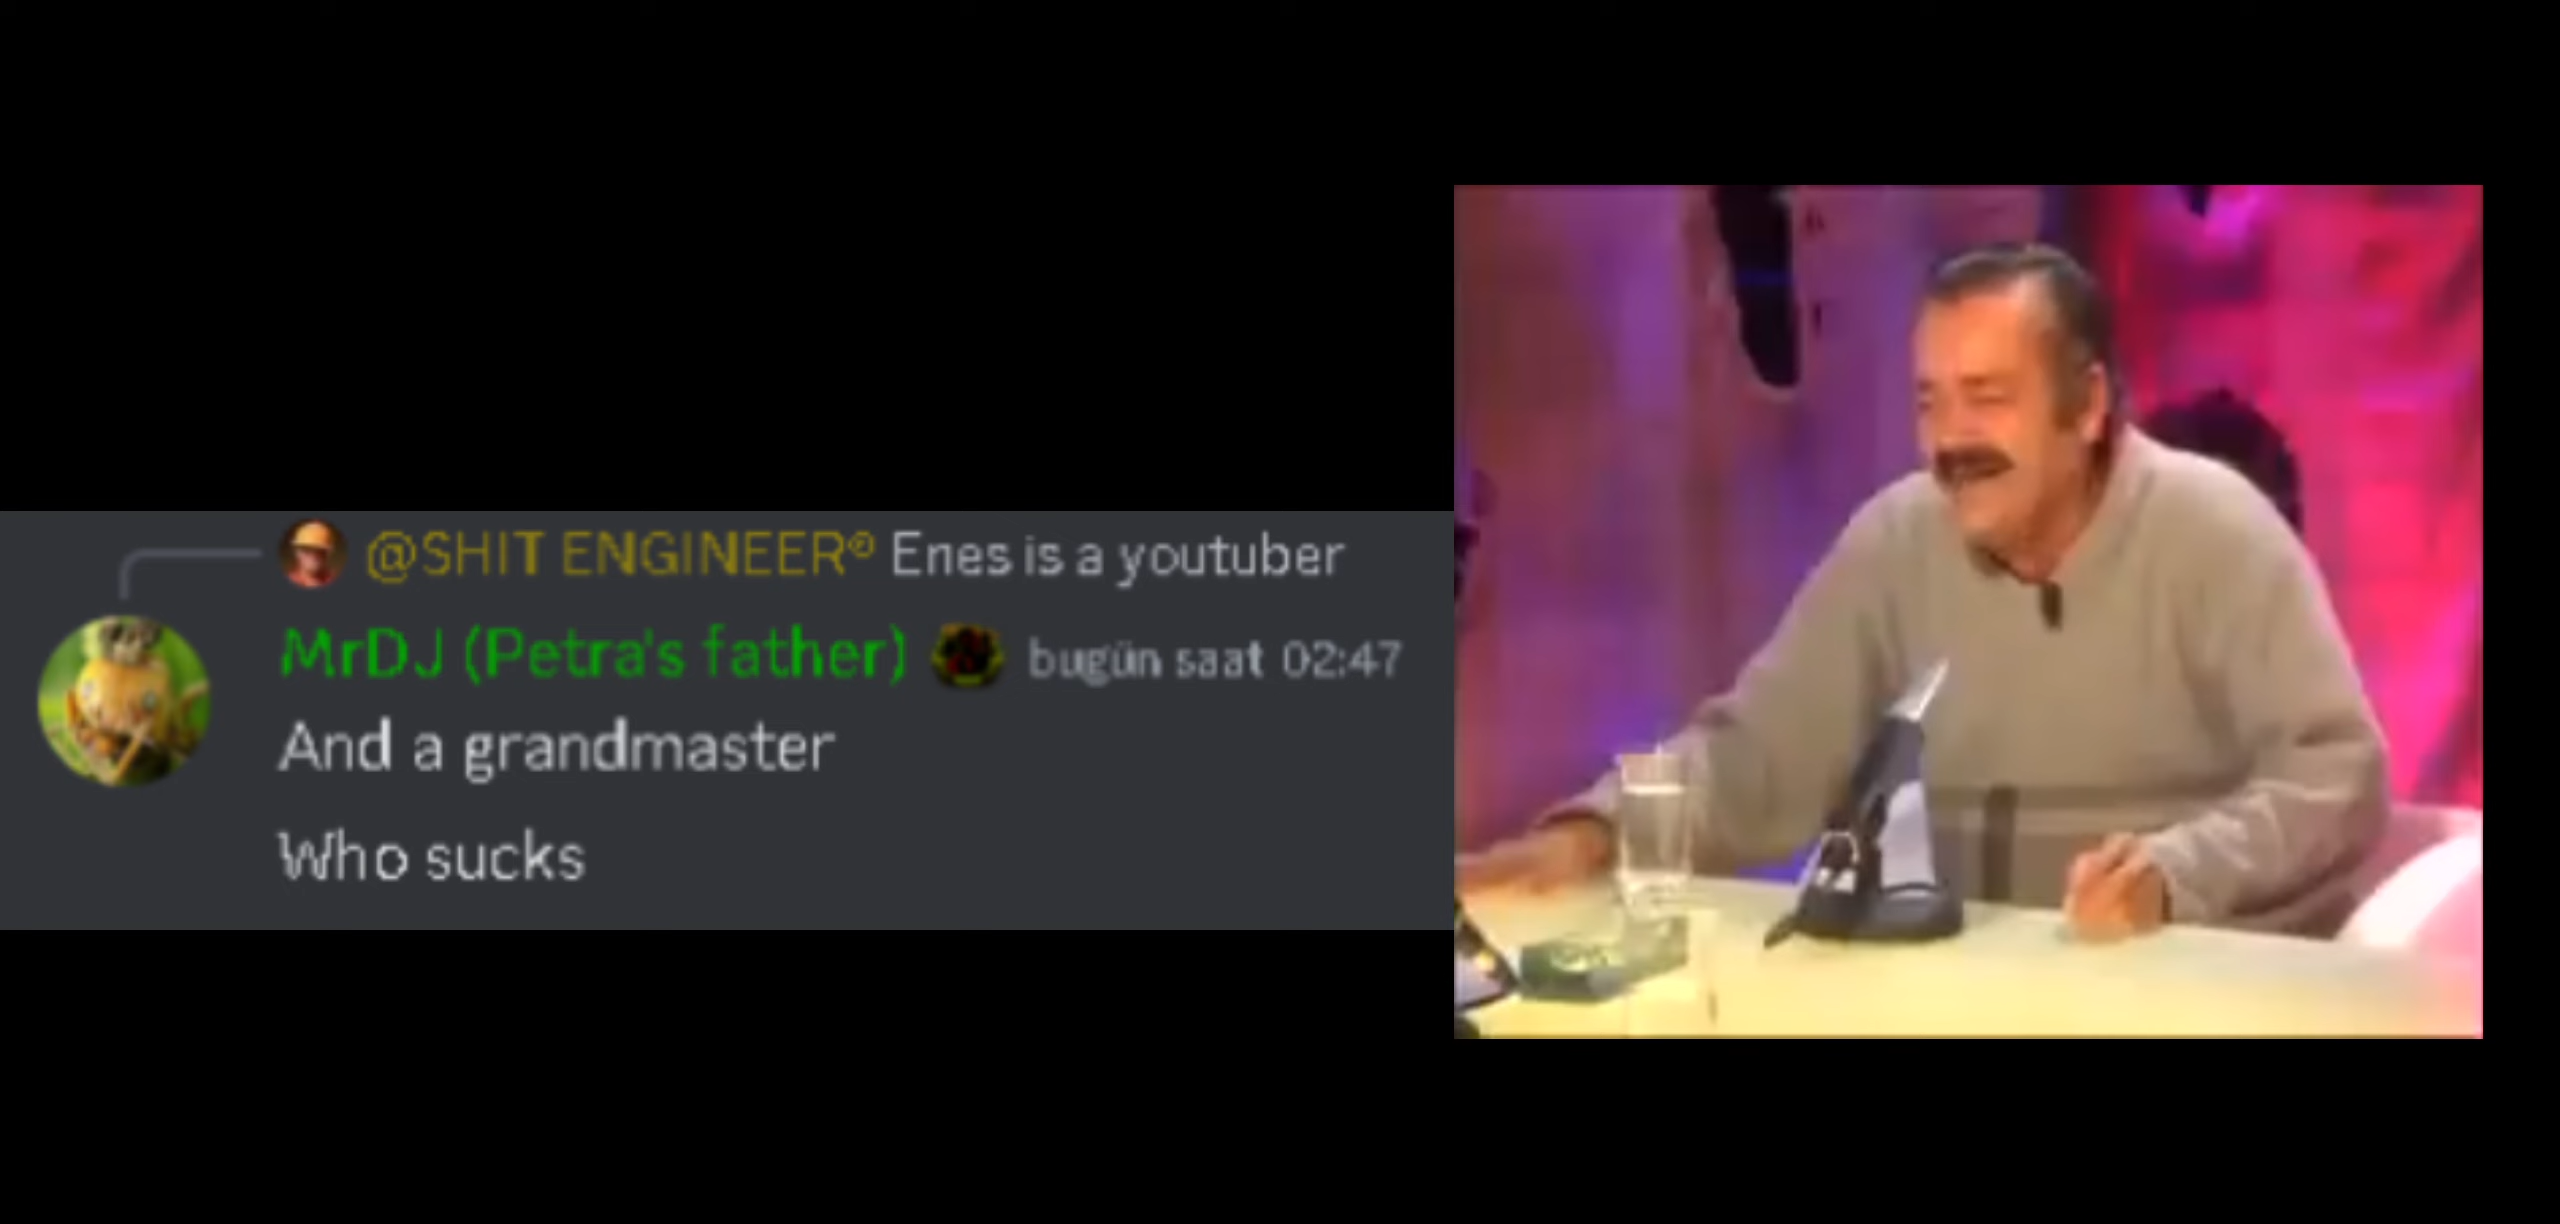 @SHIT ENGINEER® Enes is a youtuber
MrDJ (Petra's father) bugün saat 02:47
And a grandmaster
Who sucks